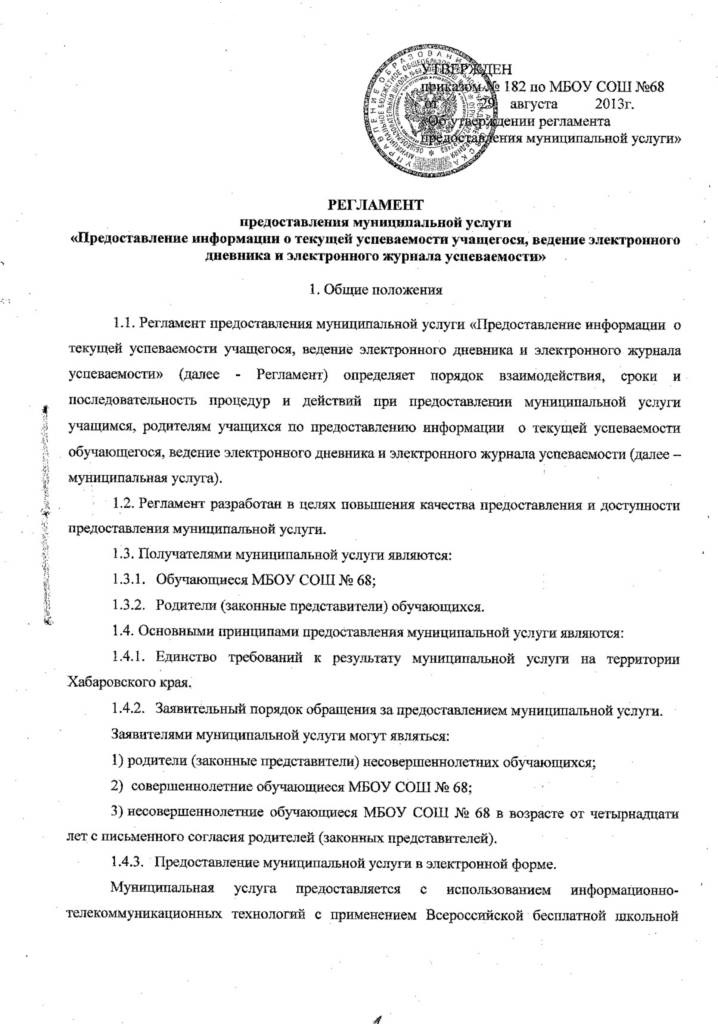 УТВЕРЖДЕН
приказом № 182 по МБОУ СОШ №68
от 29 августа 2013г.
«Об утверждении регламента
предоставления муниципальной услуги»
РЕГЛАМЕНТ
предоставления муниципальной услуги
«Предоставление информации о текущей успеваемости учащегося, ведение электронного
дневника и электронного журнала успеваемости»
1. Общие положения
1.1. Регламент предоставления муниципальной услуги «Предоставление информации о
текущей успеваемости учащегося, ведение электронного дневника и электронного журнала
успеваемости» (далее - Регламент) определяет порядок взаимодействия, сроки и
последовательность процедур и действий при предоставлении муниципальной услуги
учащимся, родителям учащихся по предоставлению информации о текущей успеваемости
обучающегося, ведение электронного дневника и электронного журнала успеваемости (далее –
муниципальная услуга).
1.2. Регламент разработан в целях повышения качества предоставления и доступности
предоставления муниципальной услуги.
1.3. Получателями муниципальной услуги являются:
1.3.1. Обучающиеся МБОУ СОШ № 68;
1.3.2. Родители (законные представители) обучающихся.
1.4. Основными принципами предоставления муниципальной услуги являются:
1.4.1. Единство требований к результату муниципальной услуги на территории
Хабаровского края.
1.4.2. Заявительный порядок обращения за предоставлением муниципальной услуги.
Заявителями муниципальной услуги могут являться:
1) родители (законные представители) несовершеннолетних обучающихся;
2) совершеннолетние обучающиеся МБОУ СОШ № 68;
3) несовершеннолетние обучающиеся МБОУ СОШ № 68 в возрасте от четырнадцати
лет с письменного согласия родителей (законных представителей).
1.4.3. Предоставление муниципальной услуги в электронной форме.
Муниципальная услуга предоставляется с использованием информационно-
телекоммуникационных технологий с применением Всероссийской бесплатной школьной
1